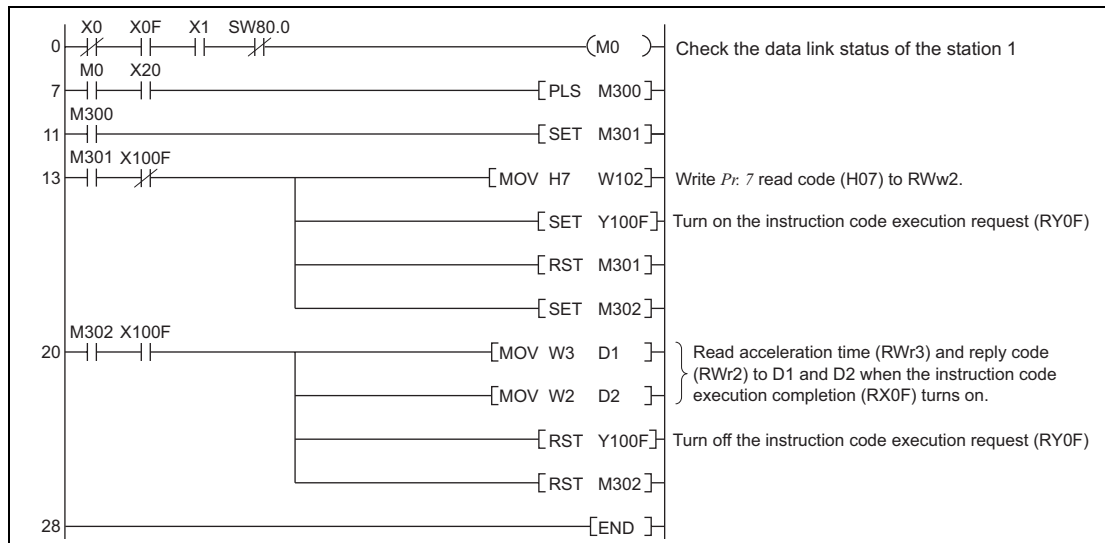 X0 X0F X1 SW80.0
0 (M0 ) Check the data link status of the station 1
M0 X20
7 [PLS M300]
M300
11 [SET M301]
M301 X100F
13 [MOV H7 W102] Write Pr. 7 read code (H07) to RWw2.
[SET Y100F] Turn on the instruction code execution request (RY0F)
[RST M301]
[SET M302]
M302 X100F
20 [MOV W3 D1 ] Read acceleration time (RWr3) and reply code
(RWr2) to D1 and D2 when the instruction code
[MOV W2 D2 ] execution completion (RX0F) turns on.
[RST Y100F] Turn off the instruction code execution request (RY0F)
[RST M302]
28 [END ]